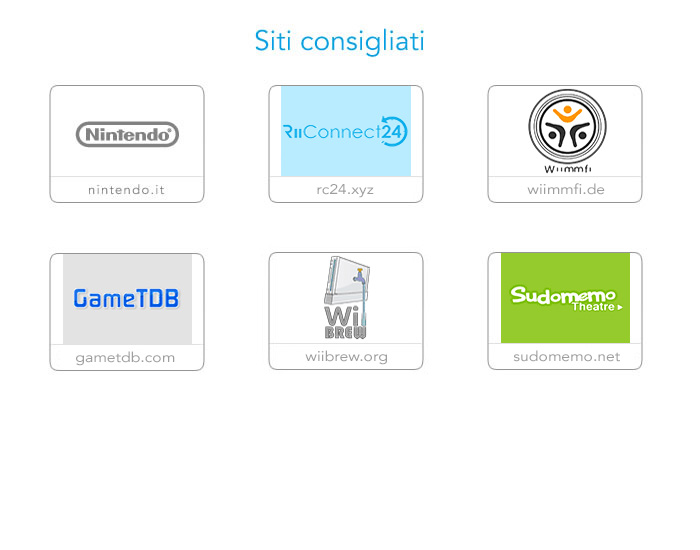 Siti consigliati
Nintendo®
nintendo.it
RiiConnect24
rc24.xyz
Wiimmfi
wiimmfi.de
GameTDB
gametdb.com
Wii
BREW
wiibrew.org
Sudomemo
Theatre
sudomemo.net